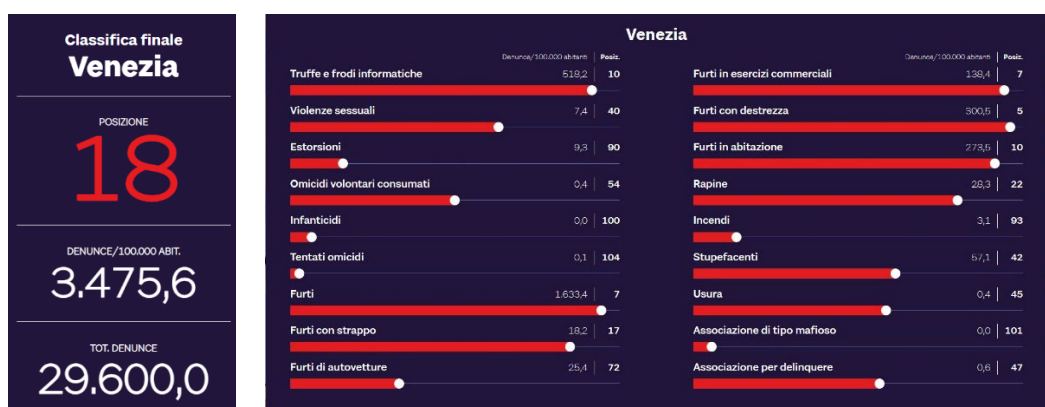 Classifica finale
Venezia
POSIZIONE
18
DENUNCE/100.000 ABIT.
3.475,6
TOT. DENUNCE
29.600,0
Venezia
Denunce/100.000 abitanti Posiz.
Truffe e frodi informatiche 518,2 10
Violenze sessuali 7,4 40
Estorsioni 9,3 90
Omicidi volontari consumati 0,4 54
Infanticidi 0,0 100
Tentati omicidi 0,1 104
Furti 1.633,4 7
Furti con strappo 18,2 17
Furti di autovetture 25,4 72
Denunce/100.000 abitanti Posiz.
Furti in esercizi commerciali 138,4 7
Furti con destrezza 300,5 5
Furti in abitazione 273,5 10
Rapine 28,3 22
Incendi 3,1 93
Stupefacenti 57,1 42
Usura 0,4 45
Associazione di tipo mafioso 0,0 101
Associazione per delinquere 0,6 47